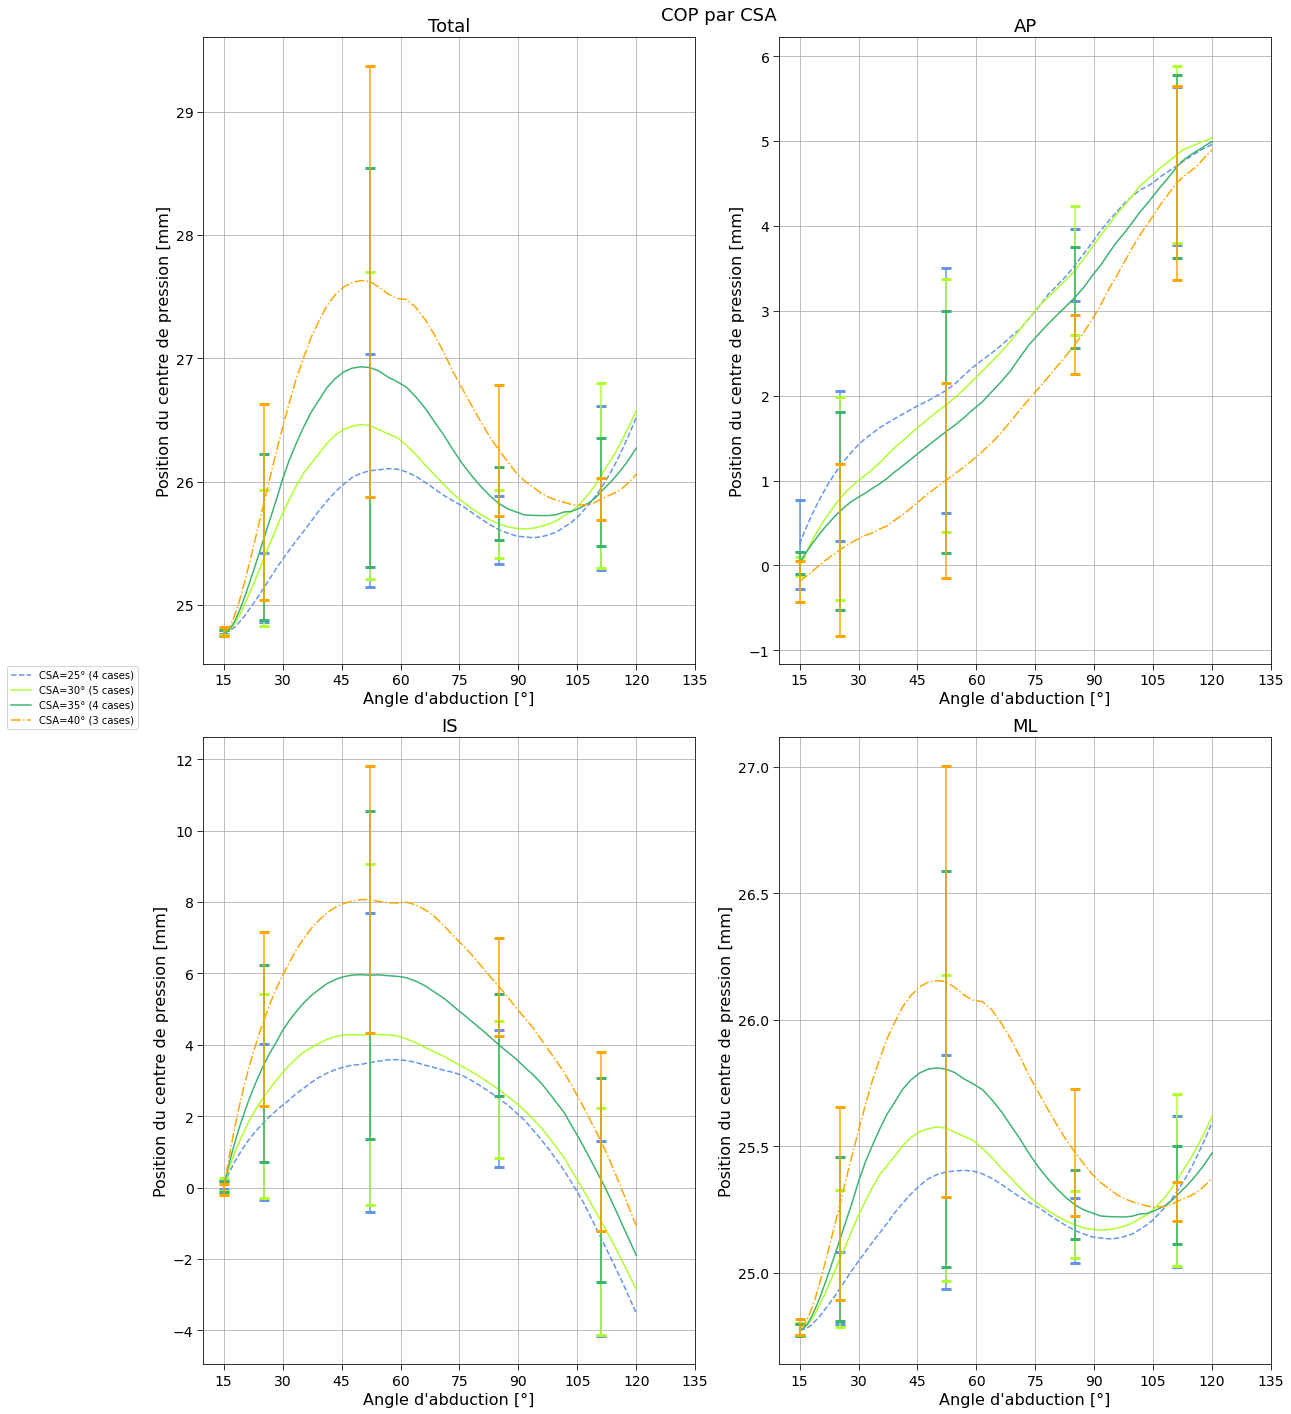 COP par CSA
Total
Position du centre de pression [mm]
29
28
27
26
25
15 30 45 60 75 90 105 120 135
Angle d'abduction [°]
AP
Position du centre de pression [mm]
6
5
4
3
2
1
0
−1
15 30 45 60 75 90 105 120 135
Angle d'abduction [°]
CSA=25° (4 cases)
CSA=30° (5 cases)
CSA=35° (4 cases)
CSA=40° (3 cases)
IS
Position du centre de pression [mm]
12
10
8
6
4
2
0
−2
−4
15 30 45 60 75 90 105 120 135
Angle d'abduction [°]
ML
Position du centre de pression [mm]
27.0
26.5
26.0
25.5
25.0
15 30 45 60 75 90 105 120 135
Angle d'abduction [°]